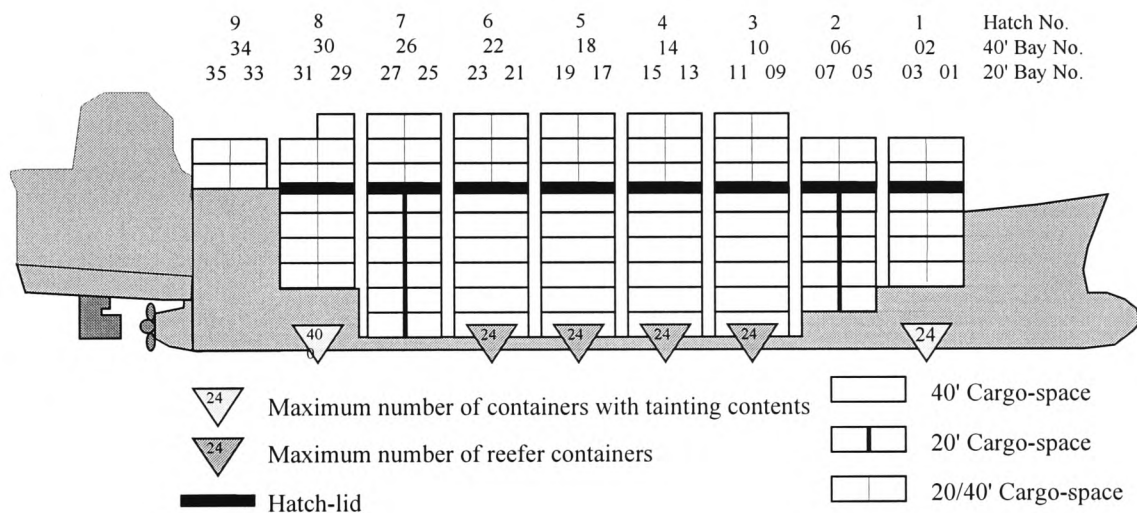 9 8 7 6 5 4 3 2 1 Hatch No.
34 30 26 22 18 14 10 06 02 40' Bay No.
35 33 31 29 27 25 23 21 19 17 15 13 11 09 07 05 03 01 20' Bay No.
40 24 24 24 24 24
0
24 Maximum number of containers with tainting contents
24 Maximum number of reefer containers
Hatch-lid
40' Cargo-space
20' Cargo-space
20/40' Cargo-space